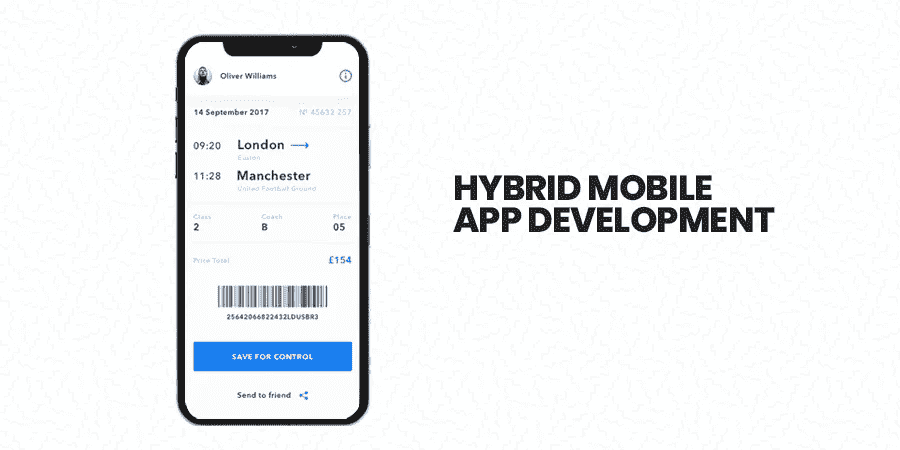 Oliver Williams
14 September 2017 Nº 45633 257
09:20 London
Euston
11:28 Manchester
United Football Ground
Class Coach Place
2 B 05
Price Total £154
25642066822432LDUSBR3
SAVE FOR CONTROL
Send to friend
HYBRID MOBILE
APP DEVELOPMENT